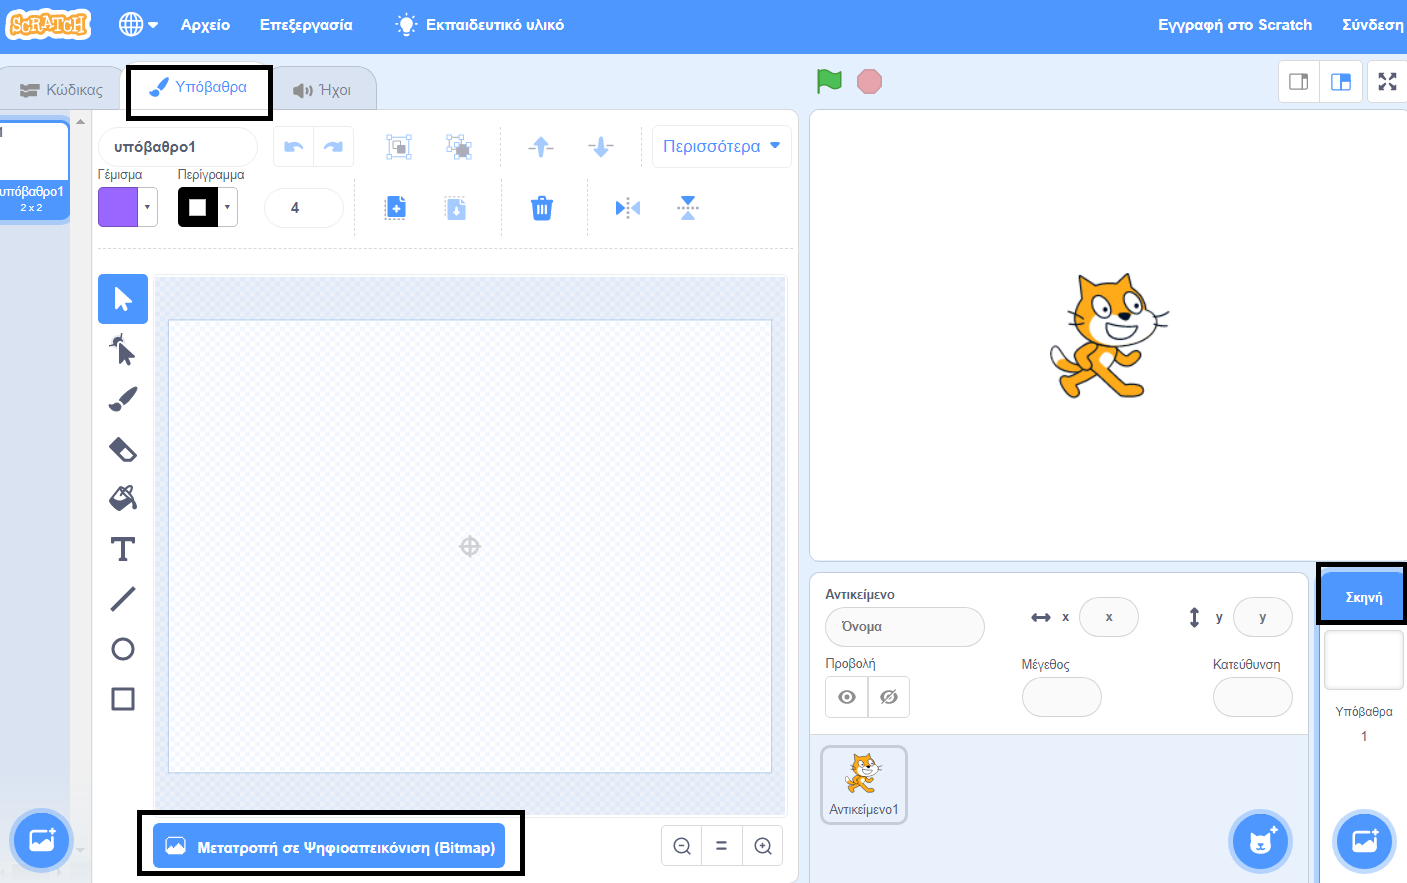 SCRATCH Αρχείο Επεξεργασία Εκπαιδευτικό υλικό Εγγραφή στο Scratch Σύνδεση
Κώδικας Υπόβαθρα Ήχοι
1
υπόβαθρο1
2 x 2
υπόβαθρο1 Περισσότερα
Γέμισμα Περίγραμμα
4
Μετατροπή σε Ψηφιοαπεικόνιση (Bitmap)
Αντικείμενο
Όνομα x x y y
Προβολή Μέγεθος Κατεύθυνση
Αντικείμενο1
Σκηνή
Υπόβαθρα
1